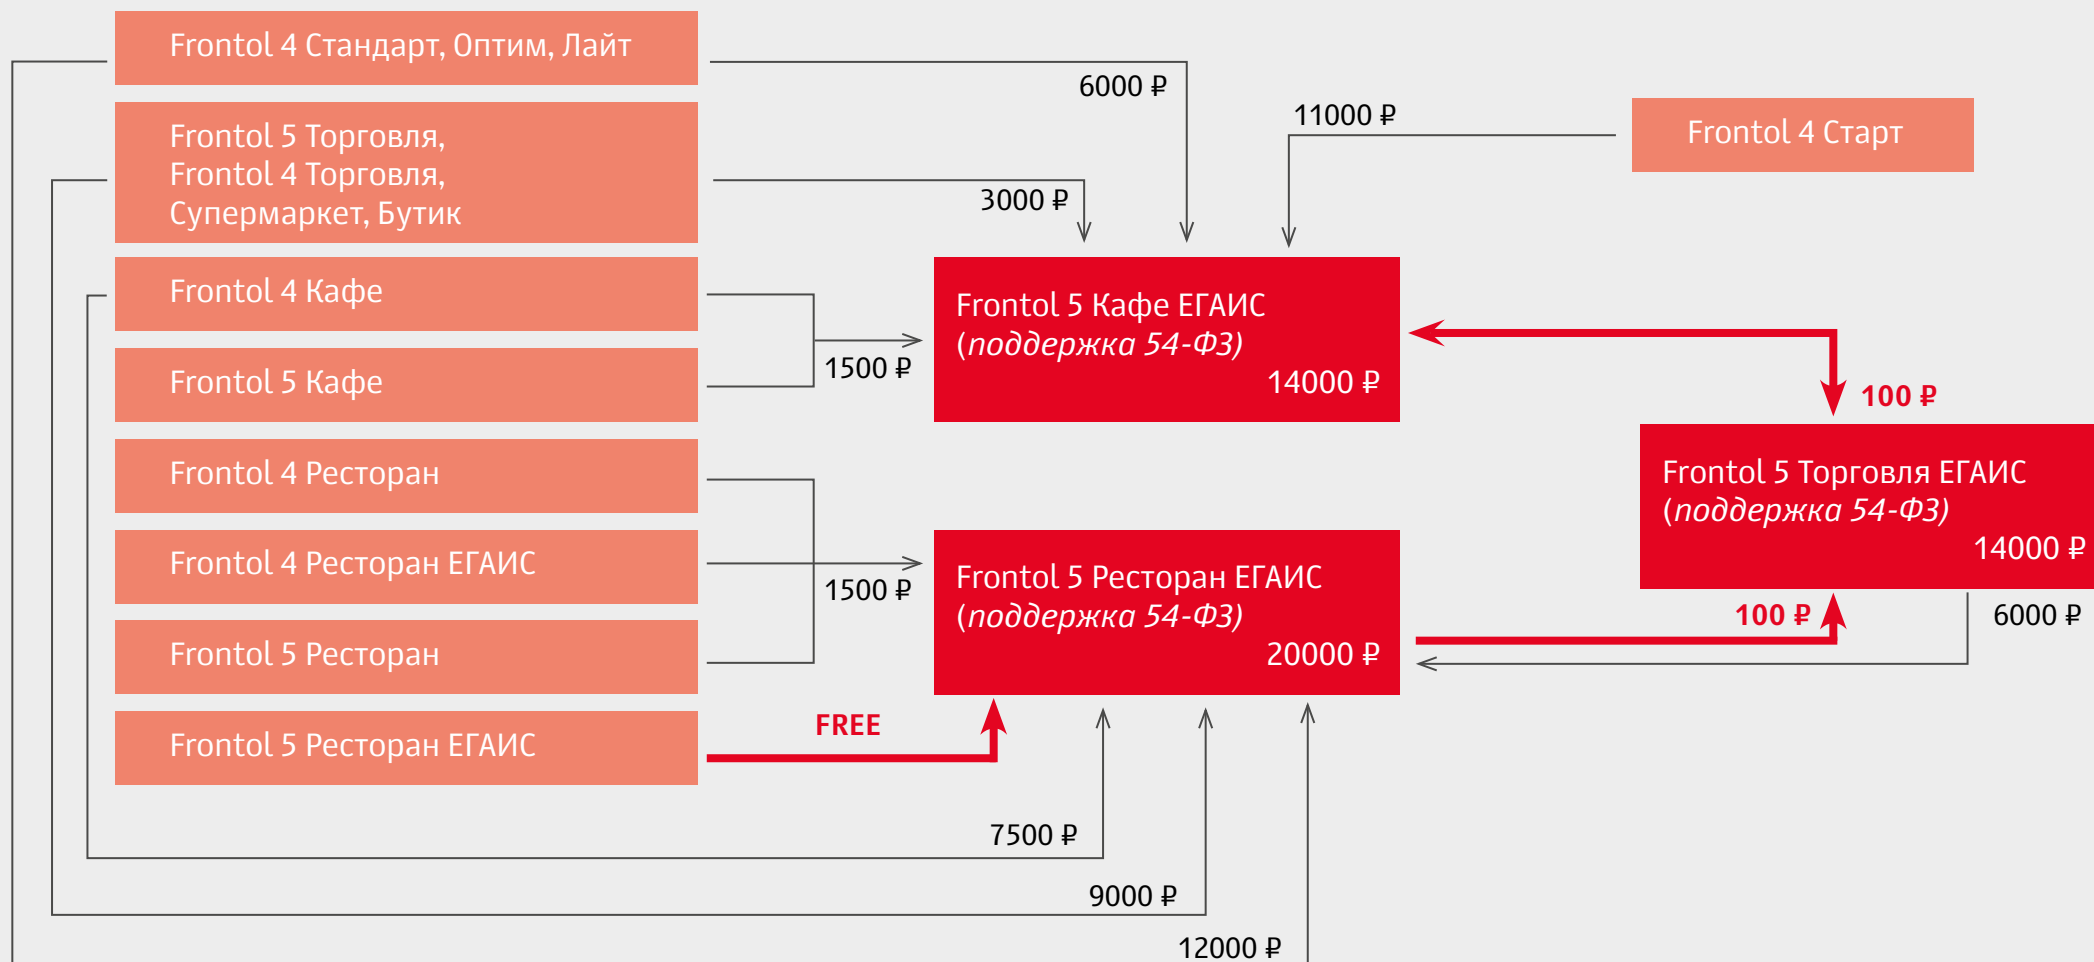 Frontol 4 Стандарт, Оптим, Лайт
6000 ₽
11000 ₽
Frontol 4 Старт
Frontol 5 Торговля,
Frontol 4 Торговля,
Супермаркет, Бутик
3000 ₽
Frontol 4 Кафе
Frontol 5 Кафе
1500 ₽
Frontol 5 Кафе ЕГАИС
(поддержка 54-ФЗ)
14000 ₽
100 ₽
Frontol 4 Ресторан
Frontol 4 Ресторан ЕГАИС
Frontol 5 Ресторан
1500 ₽
Frontol 5 Ресторан ЕГАИС
(поддержка 54-ФЗ)
20000 ₽
Frontol 5 Торговля ЕГАИС
(поддержка 54-ФЗ)
14000 ₽
100 ₽
6000 ₽
Frontol 5 Ресторан ЕГАИС
FREE
7500 ₽
9000 ₽
12000 ₽